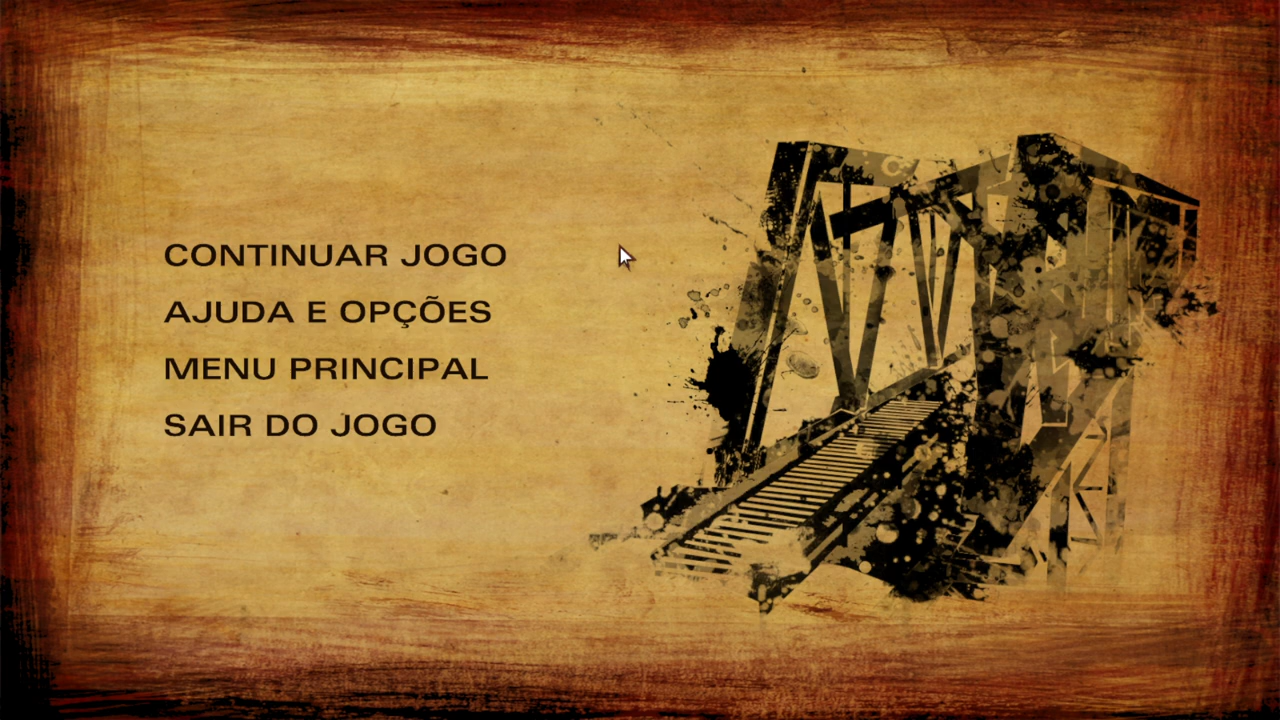 CONTINUAR JOGO
AJUDA E OPÇÕES
MENU PRINCIPAL
SAIR DO JOGO